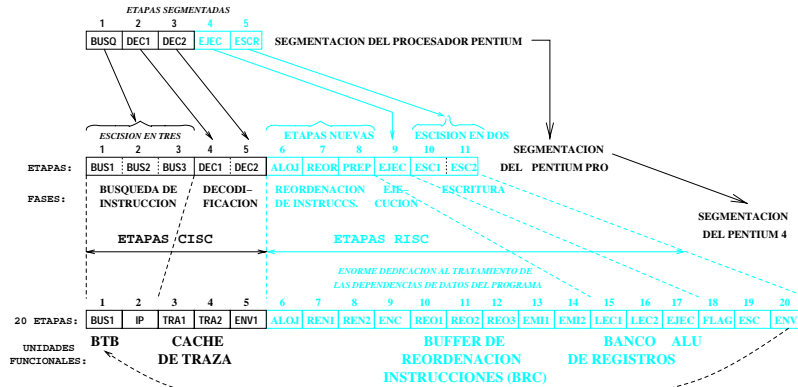 ETAPAS SEGMENTADAS
1 2 3 4 5
BUSQ DEC1 DEC2 EJEC ESCR
SEGMENTACION DEL PROCESADOR PENTIUM
ESCISION EN TRES
ETAPAS NUEVAS
ESCISION EN DOS
1 2 3 4 5 6 7 8 9 10 11
ETAPAS: BUS1 BUS2 BUS3 DEC1 DEC2 ALOJ REOR PREP EJEC ESC1 ESC2
SEGMENTACION
DEL PENTIUM PRO
FASES: BUSQUEDA DE INSTRUCCION
DECODI-
FICACION
REORDENACION
DE INSTRUCCS.
EJE-
CUCIÓN
ESCRITURA
SEGMENTACION
DEL PENTIUM 4
ETAPAS CISC
ETAPAS RISC
ENORME DEDICACION AL TRATAMIENTO DE
LAS DEPENDENCIAS DE DATOS DEL PROGRAMA
1 2 3 4 5 6 7 8 9 10 11 12 13 14 15 16 17 18 19 20
20 ETAPAS: BUS1 IP TRA1 TRA2 ENV1 ALOJ REN1 REN2 ENC REO1 REO2 REO3 EMI1 EMI2 LEC1 LEC2 EJEC FLAG ESC ENV
UNIDADES
FUNCIONALES:
BTB
CACHE
DE TRAZA
BUFFER DE
REORDENACION
INSTRUCCIONES (BRC)
BANCO
DE REGISTROS
ALU